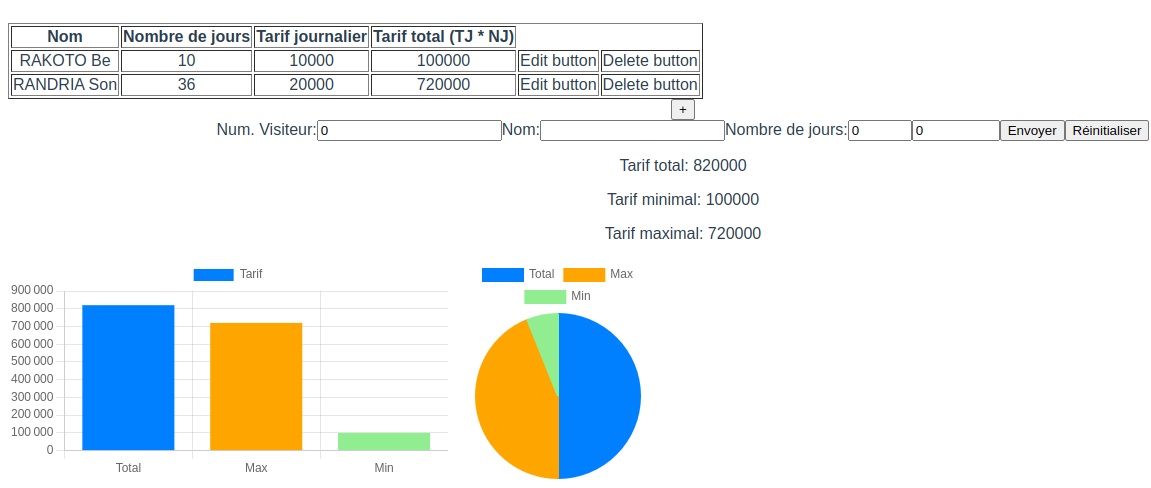 Nom Nombre de jours Tarif journalier Tarif total (TJ * NJ)
RAKOTO Be 10 10000 100000 Edit button Delete button
RANDRIA Son 36 20000 720000 Edit button Delete button
+
Num. Visiteur: 0 Nom: Nombre de jours: 0 0 Envoyer Réinitialiser
Tarif total: 820000
Tarif minimal: 100000
Tarif maximal: 720000
Tarif
900 000
800 000
700 000
600 000
500 000
400 000
300 000
200 000
100 000
0
Total Max Min
Total Max
Min